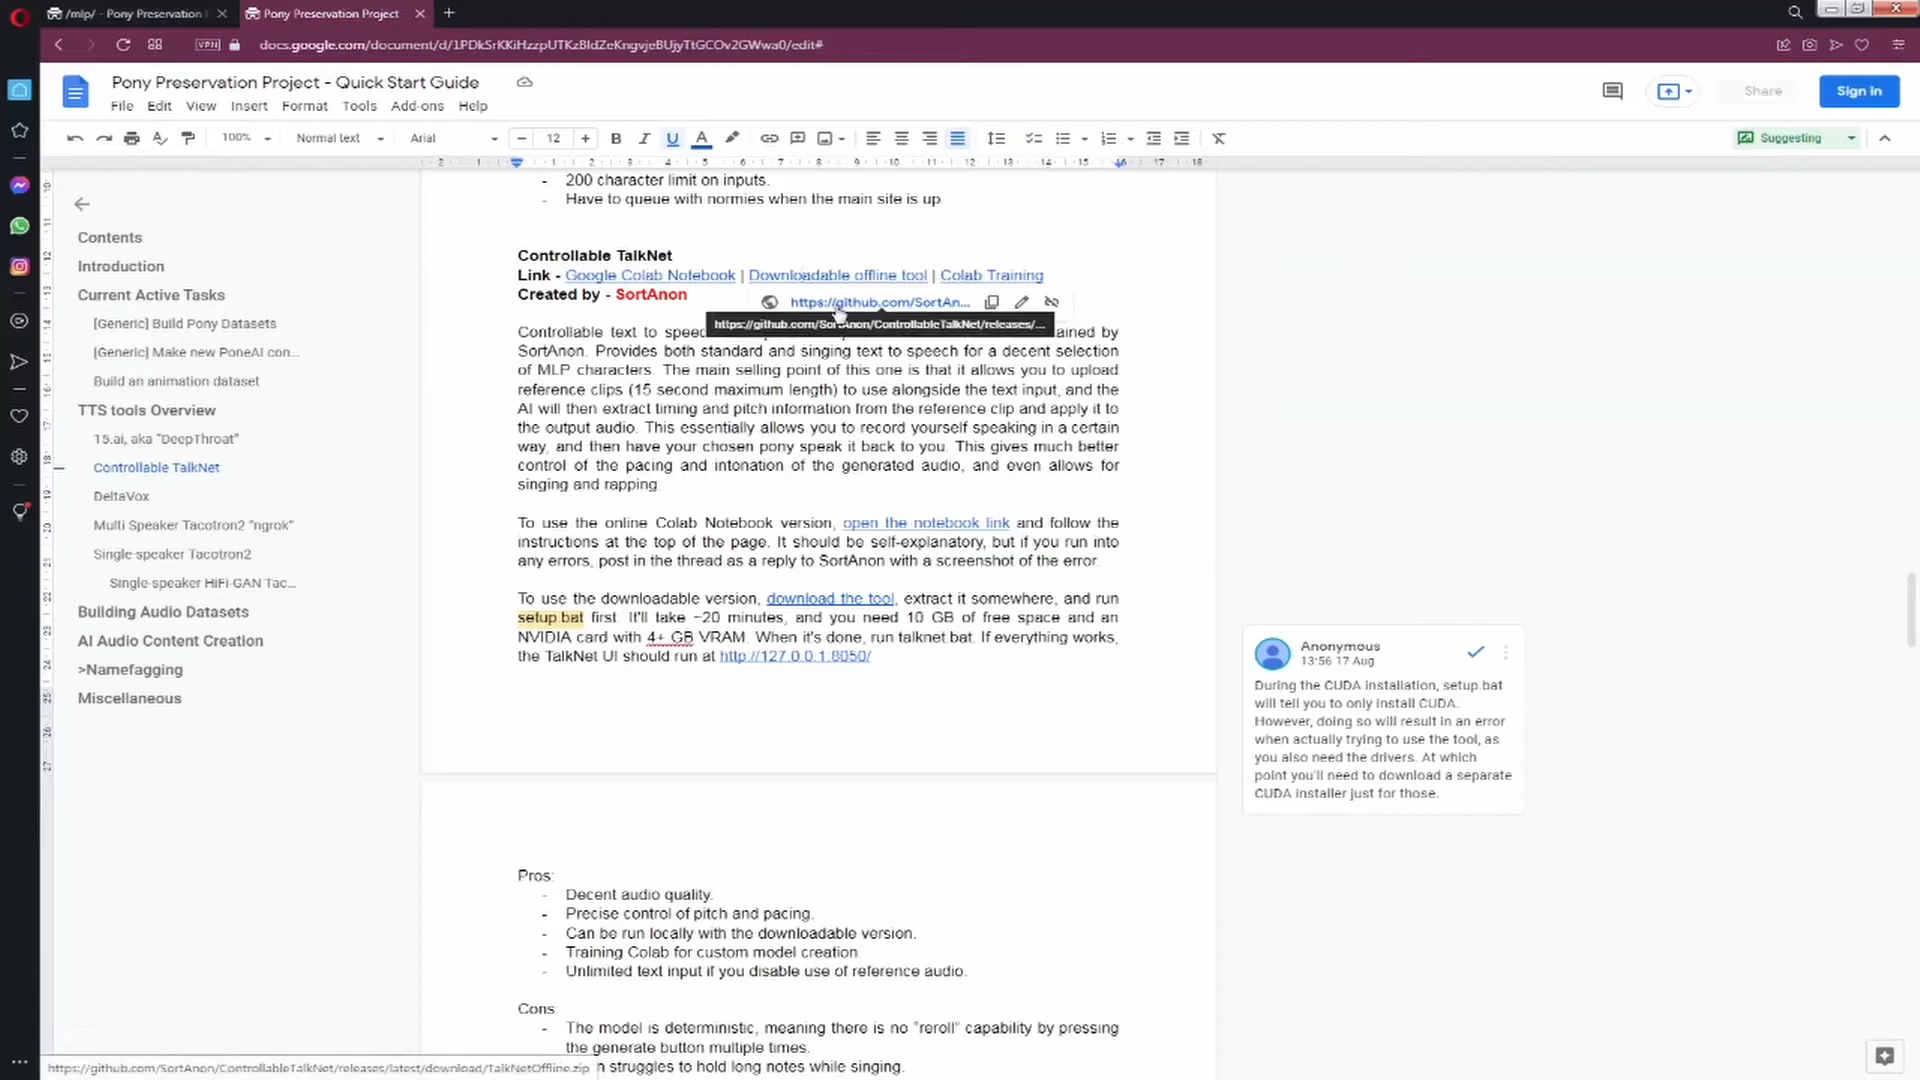 /mlp/ - Pony Preservation
Pony Preservation Project
VPN
docs.google.com/document/d/1PDkSrKKiHzzpUTKzBIdZeKngvjeBUjyTtGCOv2GWwa0/edit#
Pony Preservation Project - Quick Start Guide
File Edit View Insert Format Tools Add-ons Help
Share
Sign in
100% Normal text Arial 12 B I U A
Suggesting
2 1 1 2 3 4 5 6 7 8 9 10 11 12 13 14 15 16 17 18
Contents
Introduction
Current Active Tasks
[Generic] Build Pony Datasets
[Generic] Make new PoneAI con...
Build an animation dataset
TTS tools Overview
15.ai, aka "DeepThroat"
Controllable TalkNet
DeltaVox
Multi Speaker Tacotron2 "ngrok"
Single-speaker Tacotron2
Single-speaker HiFi-GAN Tac...
Building Audio Datasets
AI Audio Content Creation
>Namefagging
Miscellaneous
- 200 character limit on inputs.
- Have to queue with normies when the main site is up.
Controllable TalkNet
Link - Google Colab Notebook | Downloadable offline tool | Colab Training
Created by - SortAnon
https://github.com/SortAn...
https://github.com/SortAnon/ControllableTalkNet/releases/...
Controllable text to speec ained by
SortAnon. Provides both standard and singing text to speech for a decent selection
of MLP characters. The main selling point of this one is that it allows you to upload
reference clips (15 second maximum length) to use alongside the text input, and the
AI will then extract timing and pitch information from the reference clip and apply it to
the output audio. This essentially allows you to record yourself speaking in a certain
way, and then have your chosen pony speak it back to you. This gives much better
control of the pacing and intonation of the generated audio, and even allows for
singing and rapping.
To use the online Colab Notebook version, open the notebook link and follow the
instructions at the top of the page. It should be self-explanatory, but if you run into
any errors, post in the thread as a reply to SortAnon with a screenshot of the error.
To use the downloadable version, download the tool, extract it somewhere, and run
setup.bat first. It'll take ~20 minutes, and you need 10 GB of free space and an
NVIDIA card with 4+ GB VRAM. When it's done, run talknet.bat. If everything works,
the TalkNet UI should run at http://127.0.0.1:8050/
Anonymous
13:56 17 Aug
During the CUDA installation, setup.bat
will tell you to only install CUDA.
However, doing so will result in an error
when actually trying to use the tool, as
you also need the drivers. At which
point you'll need to download a separate
CUDA installer just for those.
Pros:
- Decent audio quality.
- Precise control of pitch and pacing.
- Can be run locally with the downloadable version.
- Training Colab for custom model creation.
- Unlimited text input if you disable use of reference audio.
Cons:
- The model is deterministic, meaning there is no "reroll" capability by pressing
the generate button multiple times.
n struggles to hold long notes while singing.
https://github.com/SortAnon/ControllableTalkNet/releases/latest/download/TalkNetOffline.zip